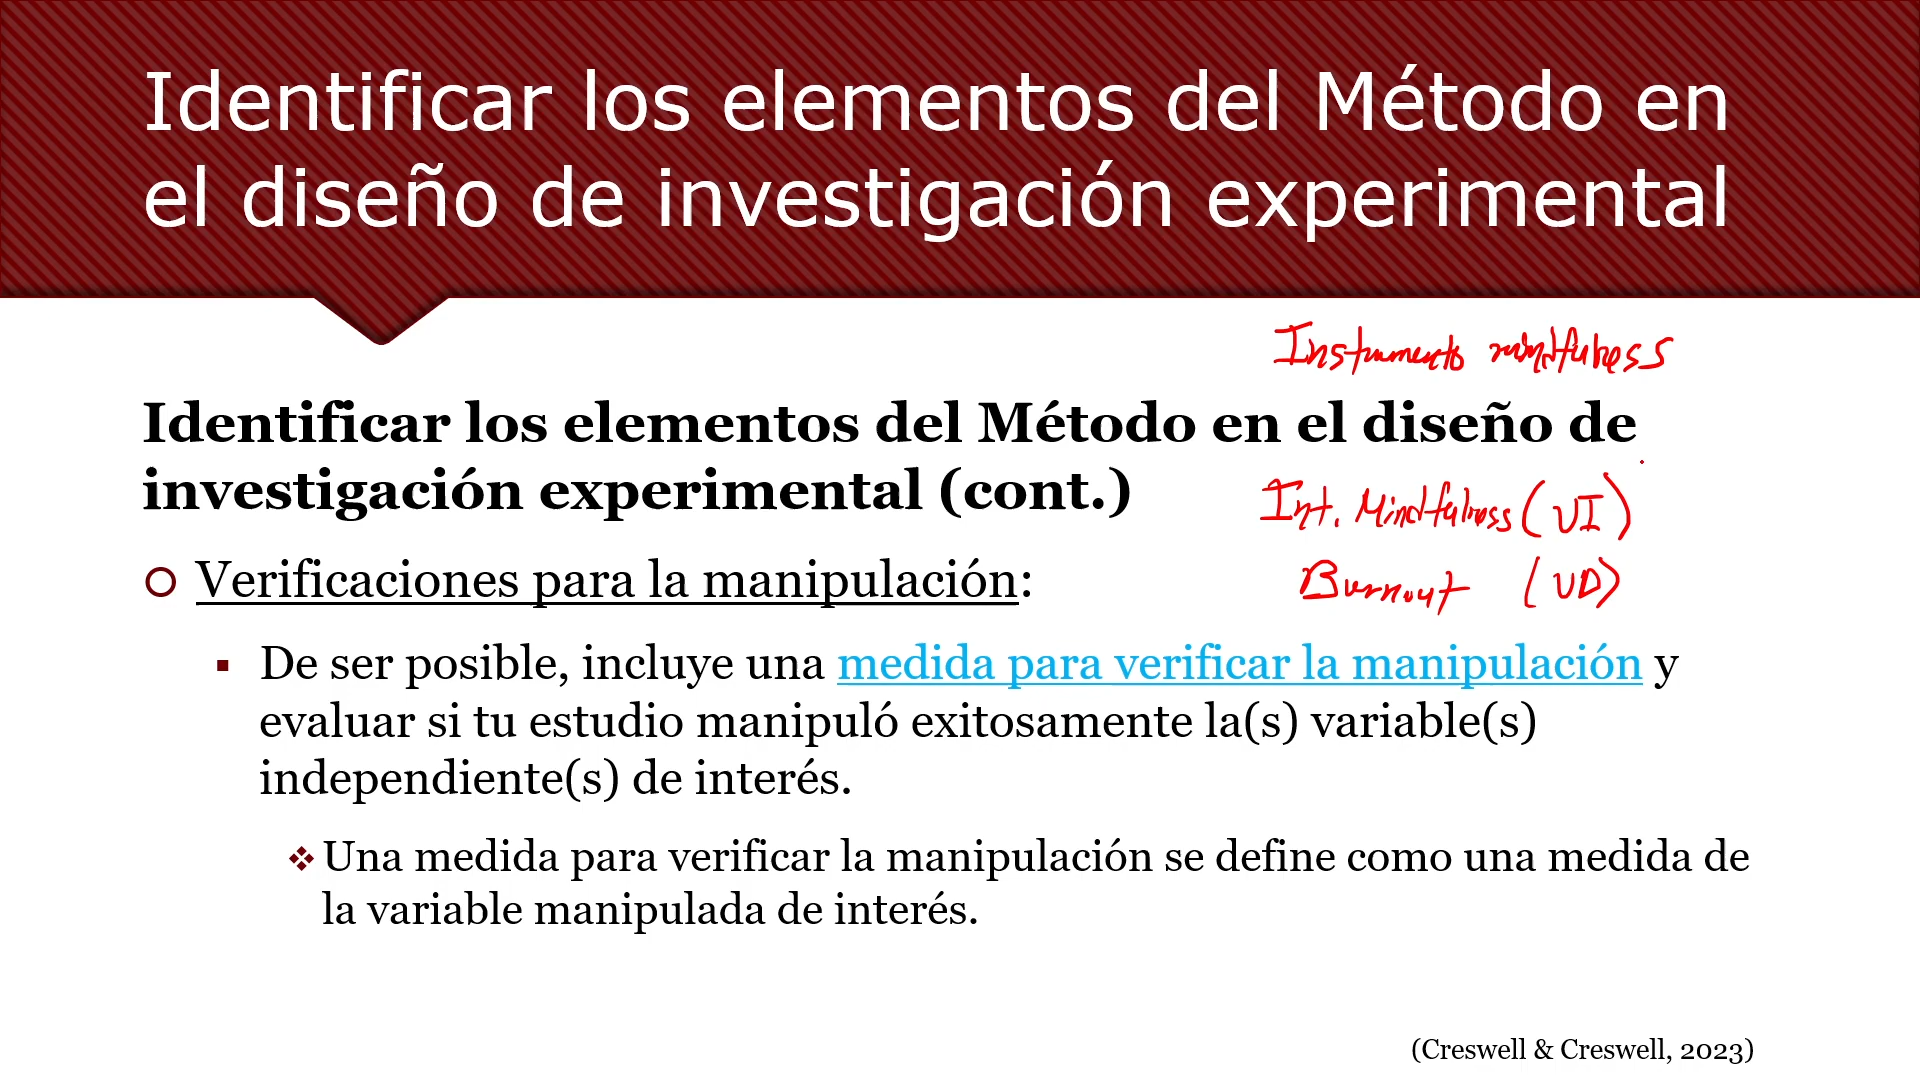 Identificar los elementos del Método en
el diseño de investigación experimental
Instrumento mindfulness
Identificar los elementos del Método en el diseño de
investigación experimental (cont.)
Int. Mindfulness (VI)
Verificaciones para la manipulación:
Burnout (VD)
De ser posible, incluye una medida para verificar la manipulación y
evaluar si tu estudio manipuló exitosamente la(s) variable(s)
independiente(s) de interés.
Una medida para verificar la manipulación se define como una medida de
la variable manipulada de interés.
(Creswell & Creswell, 2023)